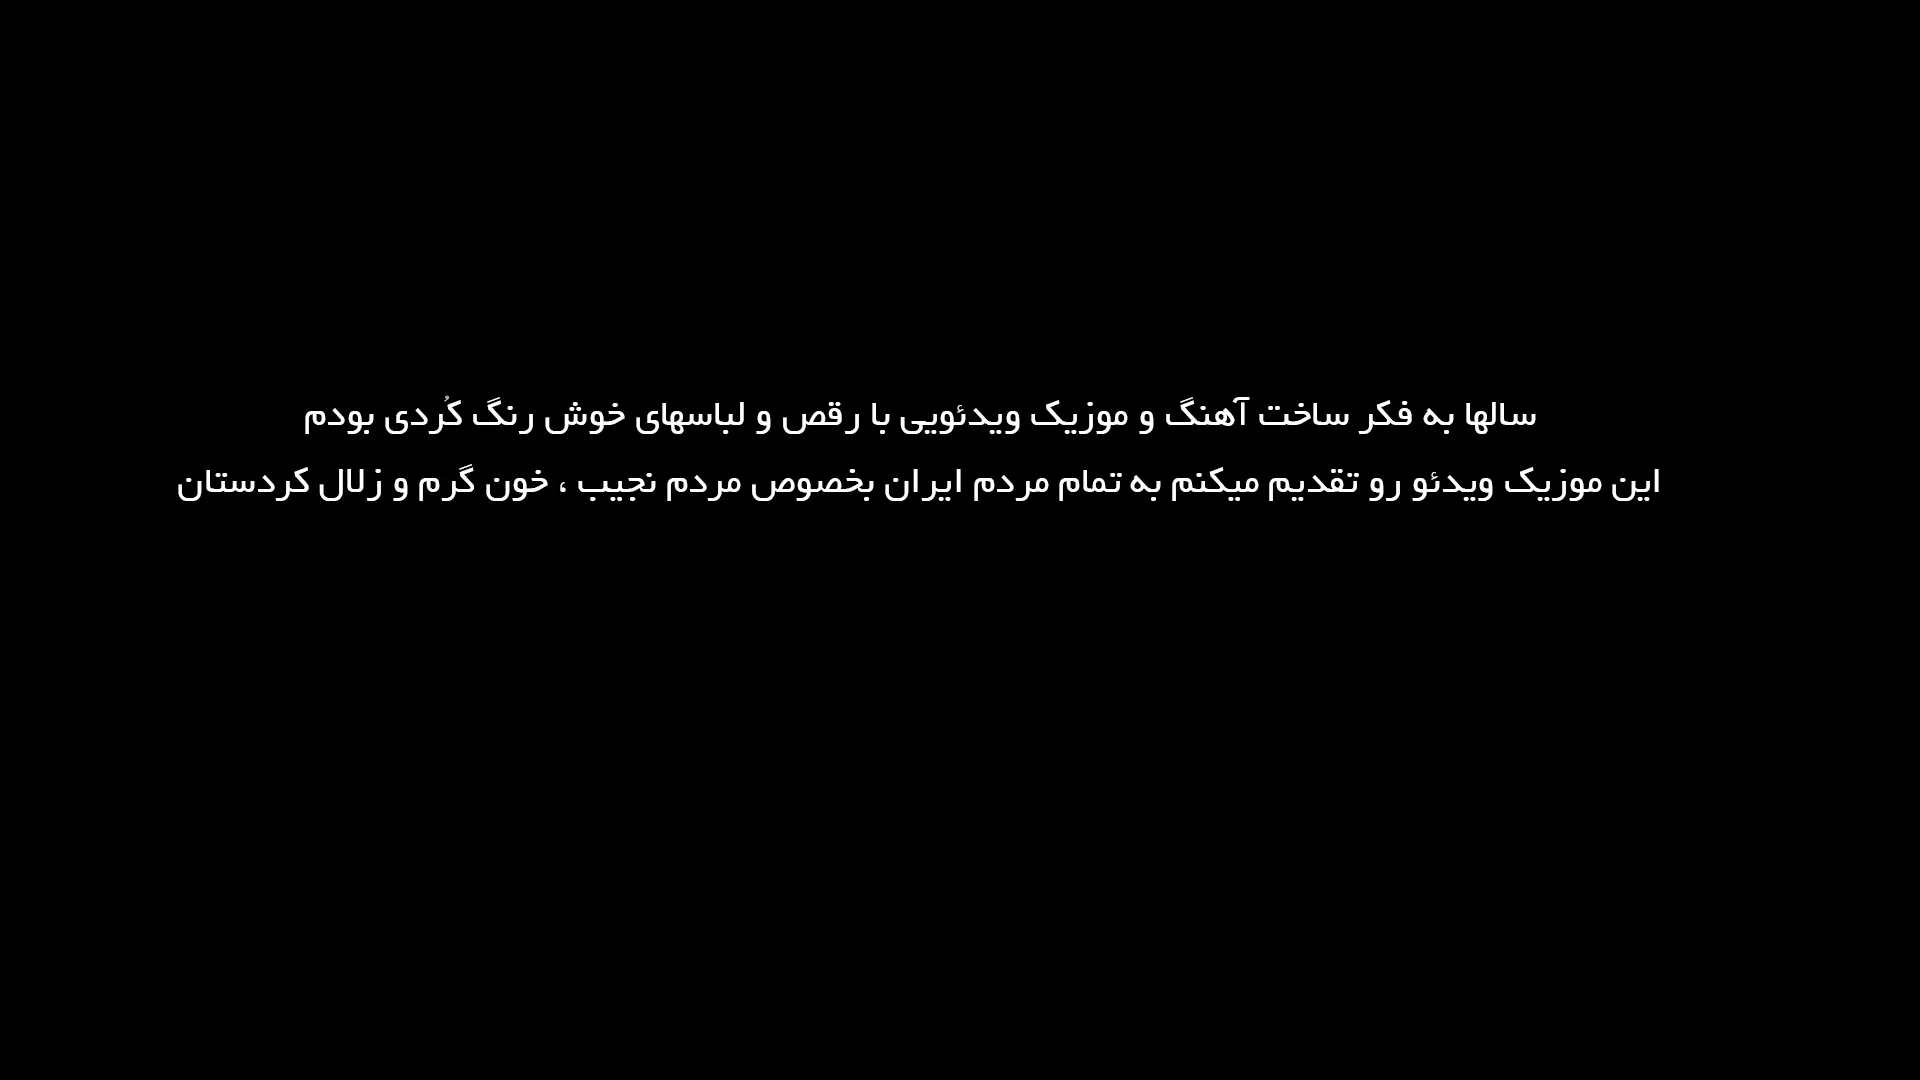 سالها به فکر ساخت آهنگ و موزیک ویدئویی با رقص و لباسهای خوش رنگ کُردی بودم
این موزیک ویدئو رو تقدیم میکنم به تمام مردم ایران بخصوص مردم نجیب ، خون گرم و زلال کردستان